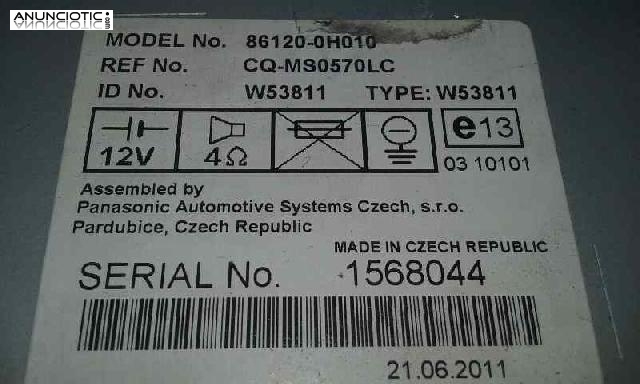 ANUNCIOTIC.es
MODEL No. 86120-0H010
REF No. CQ-MS0570LC
ID No. W53811 TYPE: W53811
12V 4Ω e13
03 10101
Assembled by
Panasonic Automotive Systems Czech, s.r.o.
Pardubice, Czech Republic
MADE IN CZECH REPUBLIC
SERIAL No. 1568044
21.06.2011